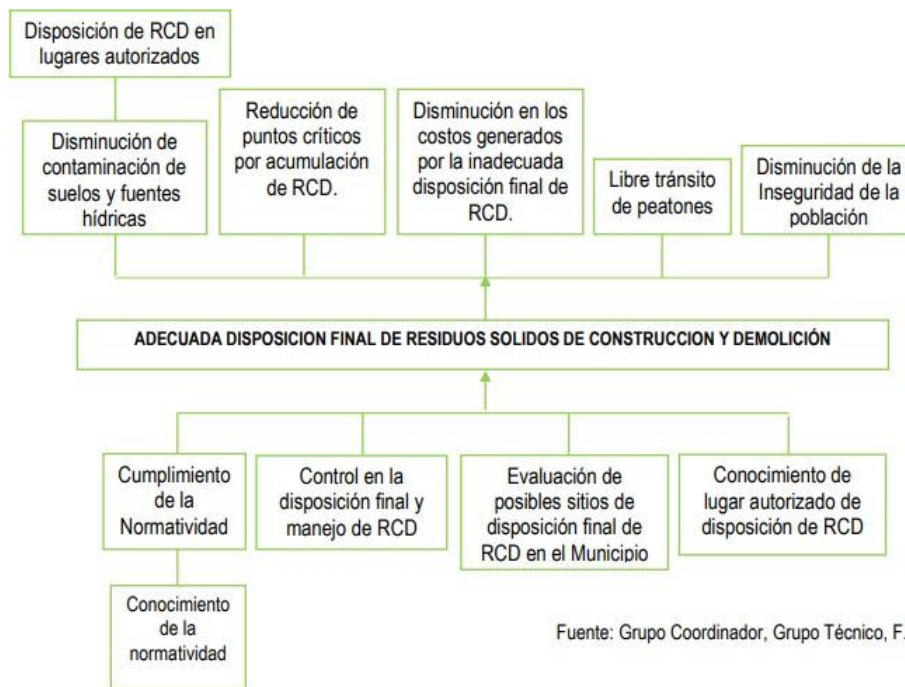 Disposición de RCD en
lugares autorizados
Disminución de
contaminación de
suelos y fuentes
hídricas
Reducción de
puntos críticos
por acumulación
de RCD.
Disminución en los
costos generados
por la inadecuada
disposición final de
RCD.
Libre tránsito
de peatones
Disminución de la
Inseguridad de la
población
ADECUADA DISPOSICION FINAL DE RESIDUOS SOLIDOS DE CONSTRUCCION Y DEMOLICIÓN
Cumplimiento
de la
Normatividad
Control en la
disposición final y
manejo de RCD
Evaluación de
posibles sitios de
disposición final de
RCD en el Municipio
Conocimiento de
lugar autorizado de
disposición de RCD
Conocimiento
de la
normatividad
Fuente: Grupo Coordinador, Grupo Técnico, F.